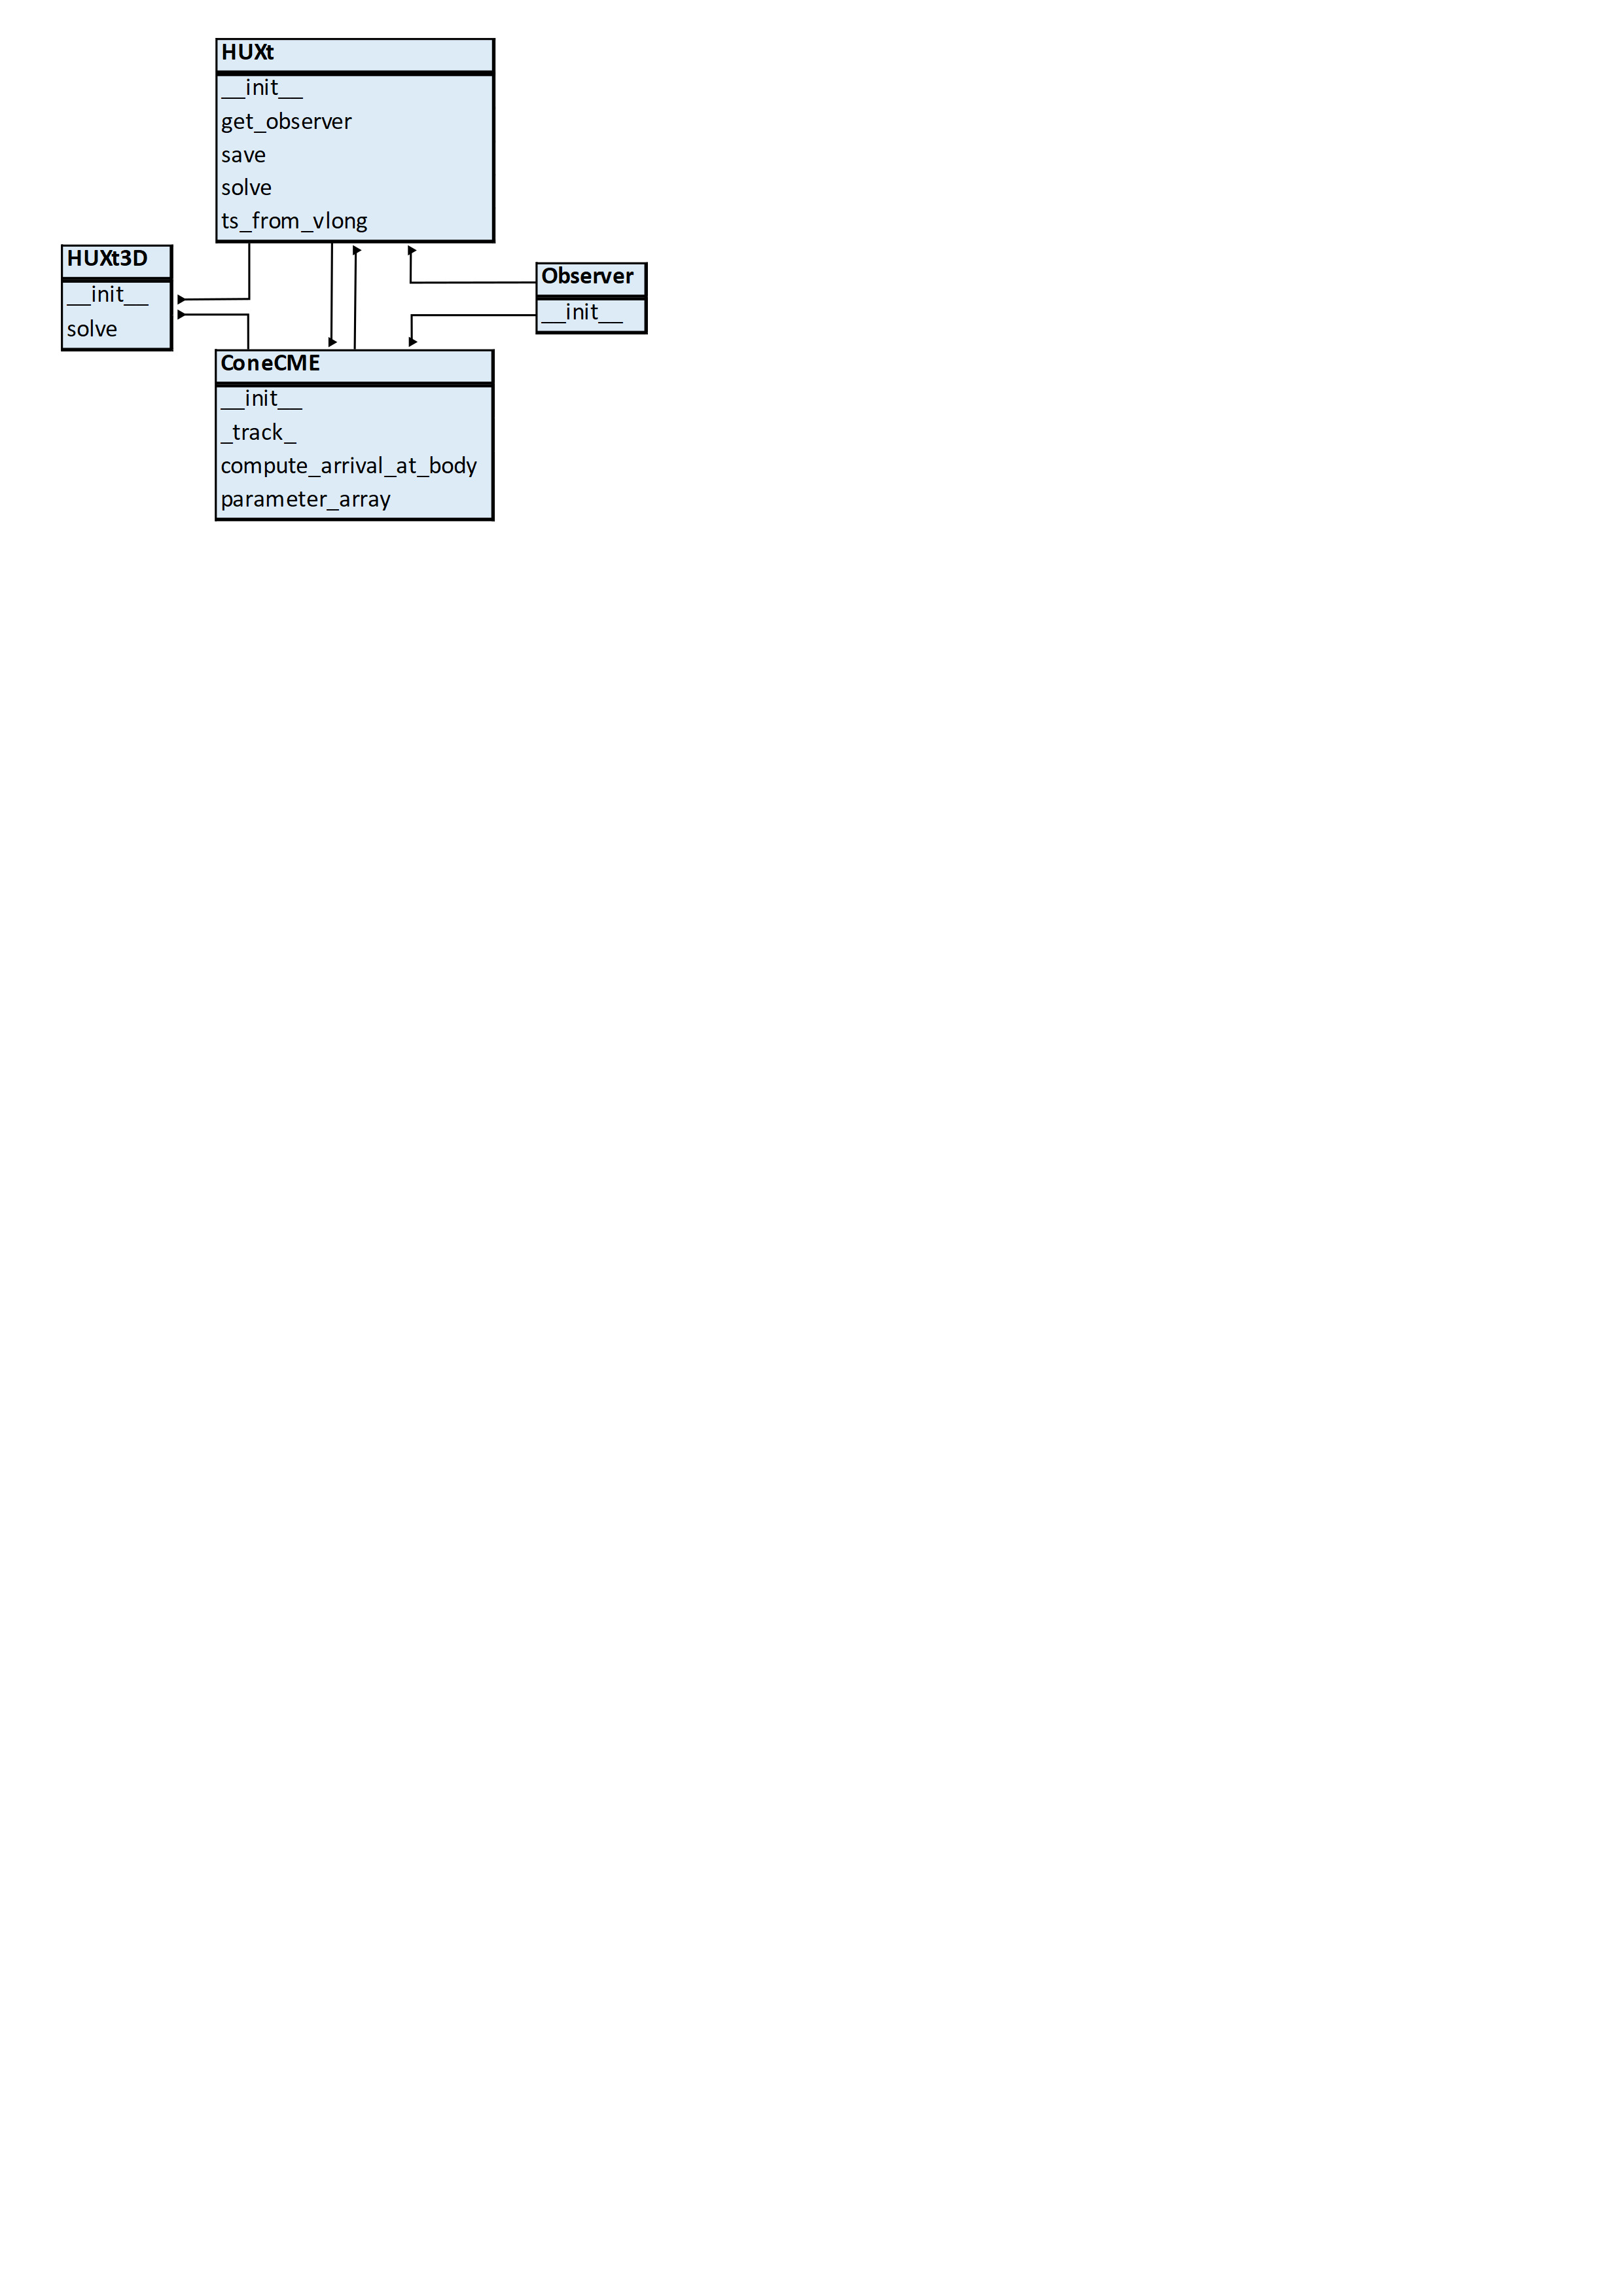 HUXt
__init__
get_observer
save
solve
ts_from_vlong
HUXt3D
__init__
solve
Observer
__init__
ConeCME
__init__
_track_
compute_arrival_at_body
parameter_array